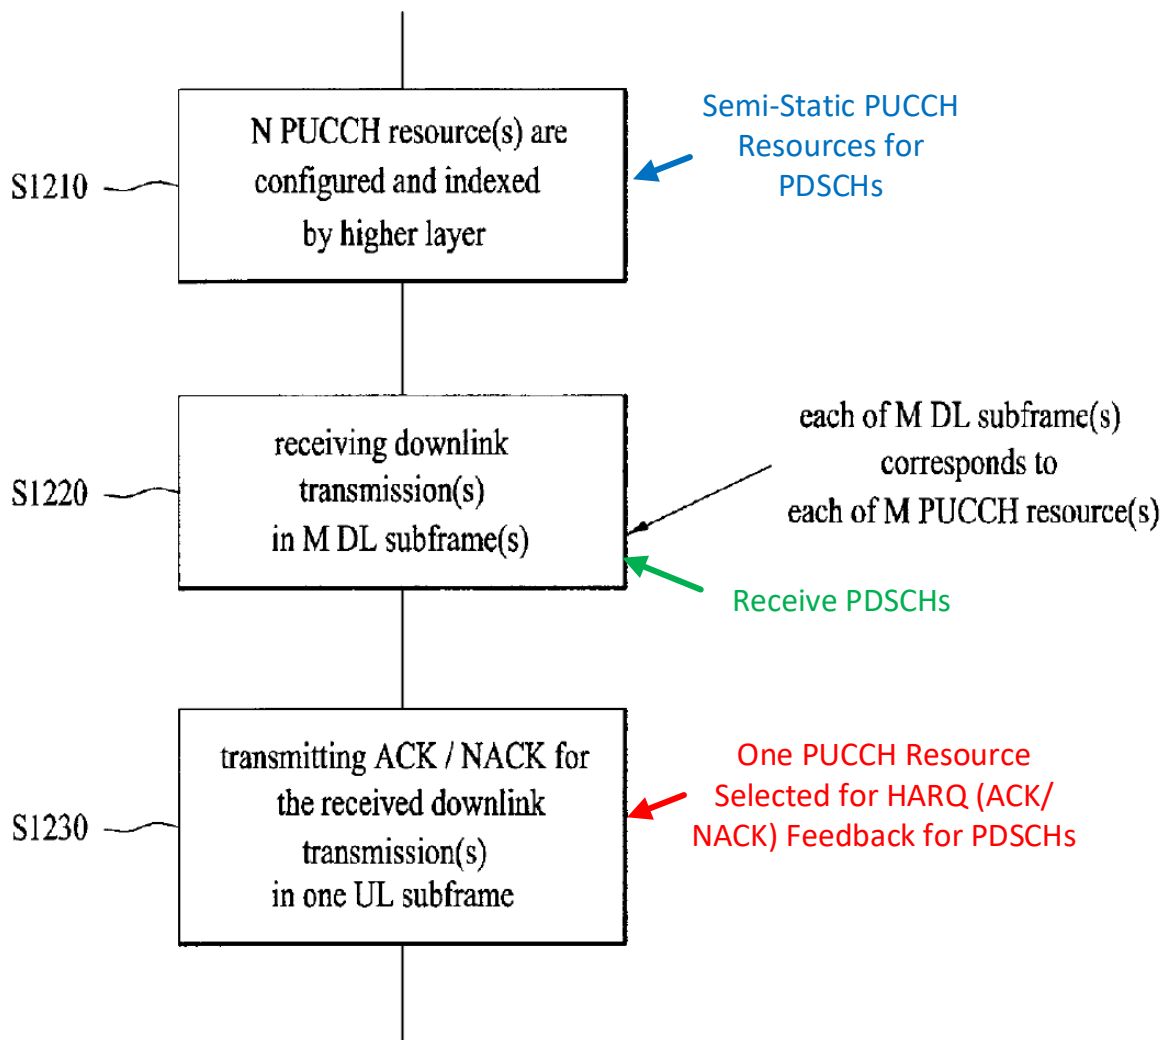 N PUCCH resource(s) are
configured and indexed
by higher layer
S1210
Semi-Static PUCCH
Resources for
PDSCHs
receiving downlink
transmission(s)
in M DL subframe(s)
S1220
each of M DL subframe(s)
corresponds to
each of M PUCCH resource(s)
Receive PDSCHs
transmitting ACK / NACK for
the received downlink
transmission(s)
in one UL subframe
S1230
One PUCCH Resource
Selected for HARQ (ACK/
NACK) Feedback for PDSCHs